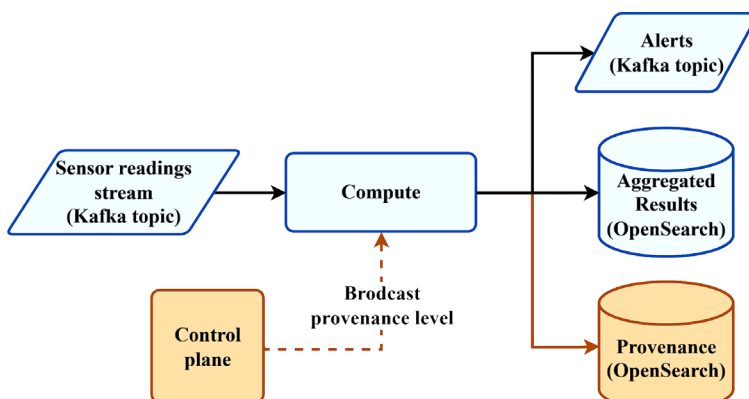 Alerts
(Kafka topic)
Sensor readings
stream
(Kafka topic)
Compute
Aggregated
Results
(OpenSearch)
Brodcast
provenance level
Control
plane
Provenance
(OpenSearch)